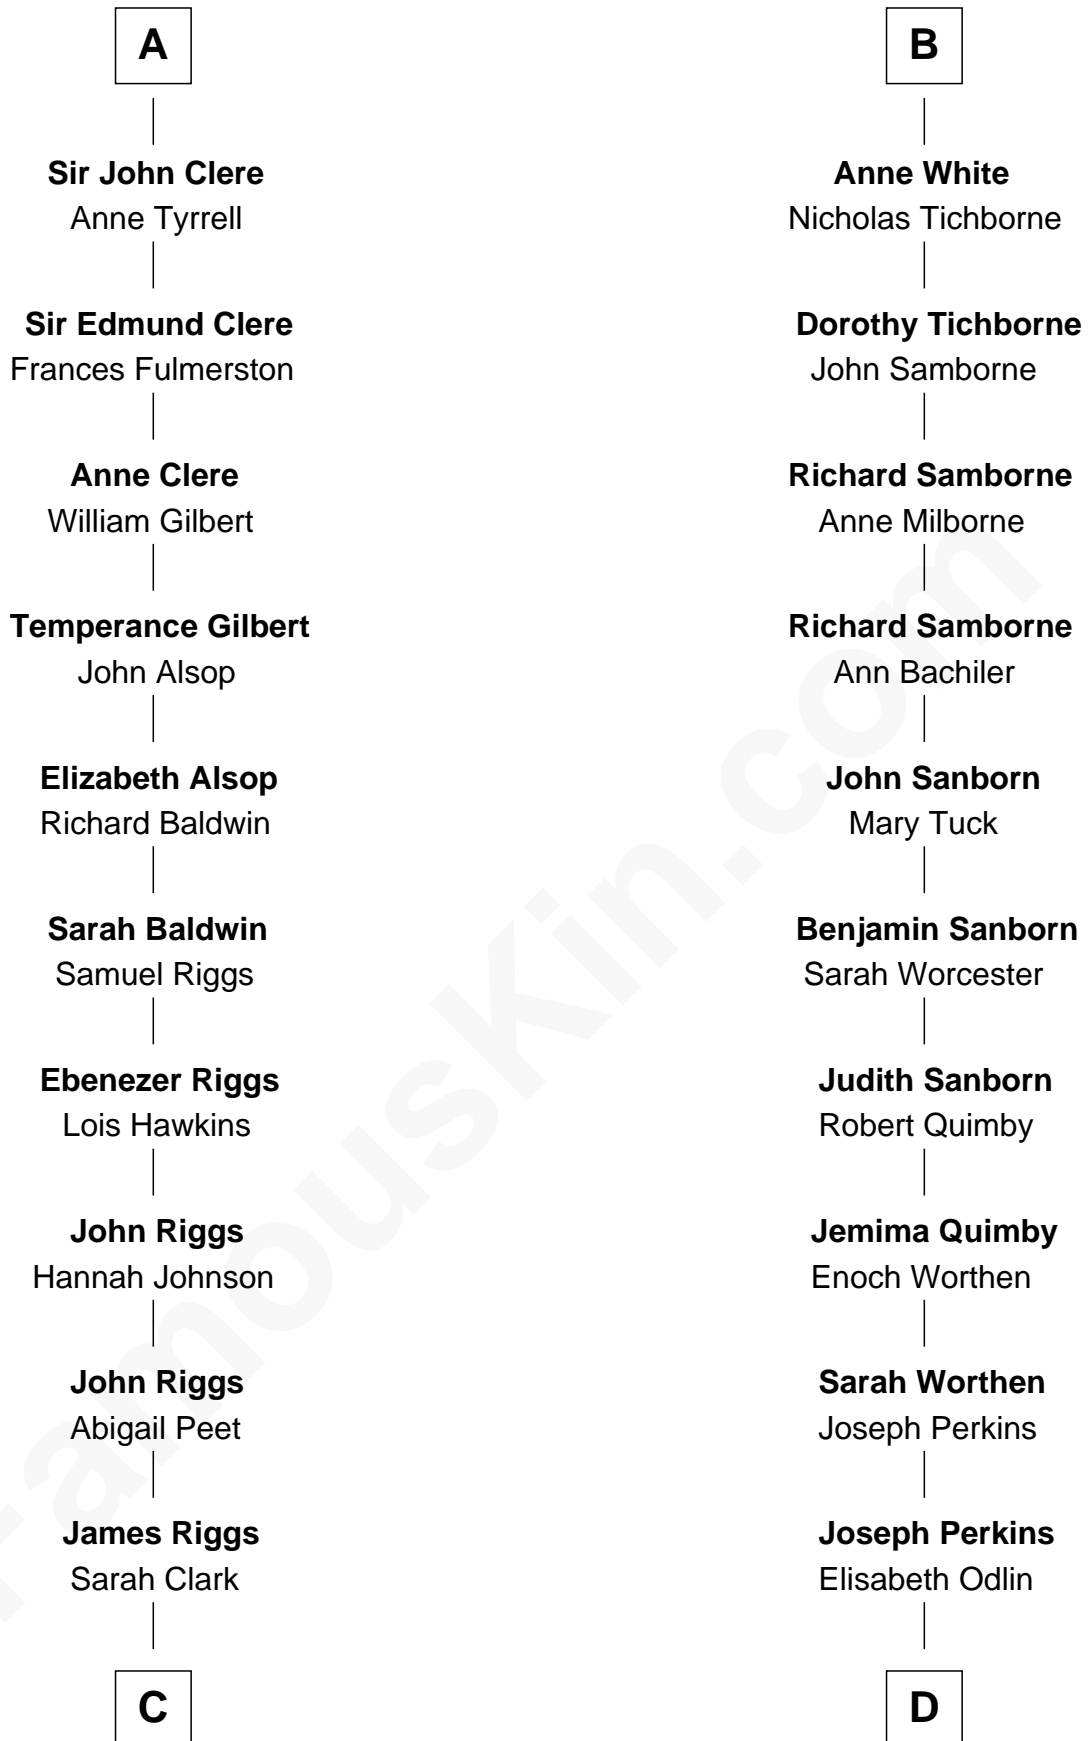 A
Sir John Clere
Anne Tyrrell
Sir Edmund Clere
Frances Fulmerston
Anne Clere
William Gilbert
Temperance Gilbert
John Alsop
Elizabeth Alsop
Richard Baldwin
Sarah Baldwin
Samuel Riggs
Ebenezer Riggs
Lois Hawkins
John Riggs
Hannah Johnson
John Riggs
Abigail Peet
James Riggs
Sarah Clark
C
B
Anne White
Nicholas Tichborne
Dorothy Tichborne
John Samborne
Richard Samborne
Anne Milborne
Richard Samborne
Ann Bachiler
John Sanborn
Mary Tuck
Benjamin Sanborn
Sarah Worcester
Judith Sanborn
Robert Quimby
Jemima Quimby
Enoch Worthen
Sarah Worthen
Joseph Perkins
Joseph Perkins
Elisabeth Odlin
D
FamousKin.com